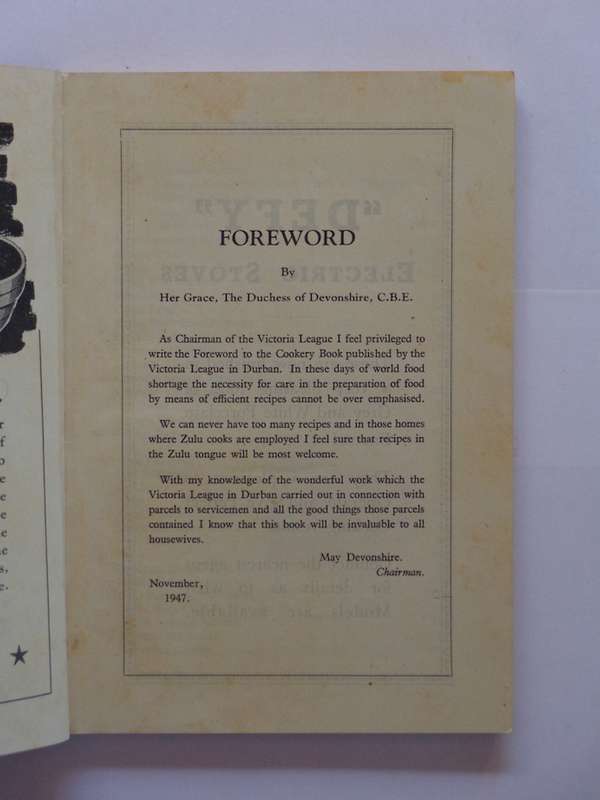 FOREWORD
By
Her Grace, The Duchess of Devonshire, C.B.E.
As Chairman of the Victoria League I feel privileged to
write the Foreword to the Cookery Book published by the
Victoria League in Durban. In these days of world food
shortage the necessity for care in the preparation of food
by means of efficient recipes cannot be over emphasised.
We can never have too many recipes and in those homes
where Zulu cooks are employed I feel sure that recipes in
the Zulu tongue will be most welcome.
With my knowledge of the wonderful work which the
Victoria League in Durban carried out in connection with
parcels to servicemen and all the good things those parcels
contained I know that this book will be invaluable to all
housewives.
May Devonshire.
Chairman.
November,
1947.